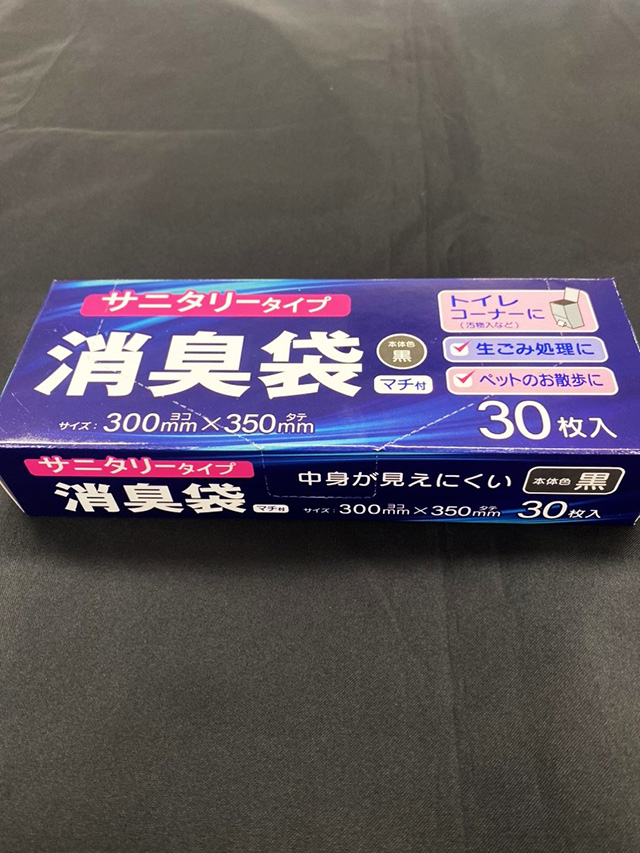 サニタリータイプ
消臭袋
本体色
黒
マチ付
サイズ:300mm×350mm
ヨコ
タテ
トイレ
コーナーに
(汚物入など)
生ごみ処理に
ペットのお散歩に
30枚入
サニタリータイプ
消臭袋
マチ付
中身が見えにくい
本体色 黒
サイズ:300mm×350mm
ヨコ
タテ
30枚入